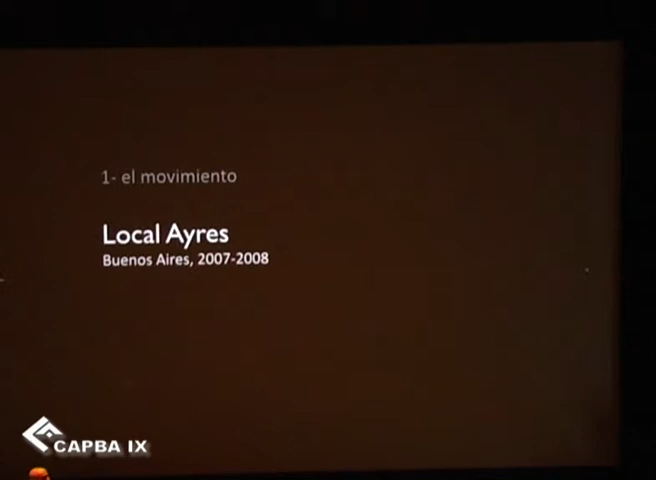 1- el movimiento
Local Ayres
Buenos Aires, 2007-2008
CAPBA IX